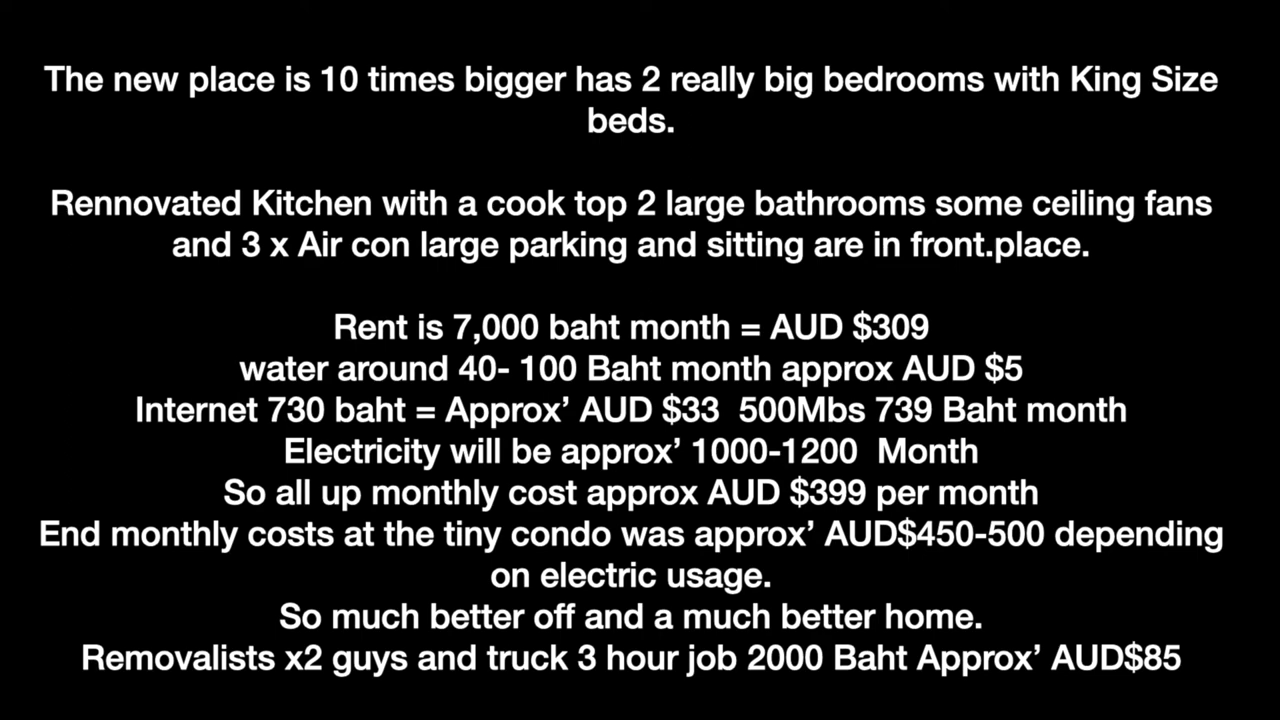 The new place is 10 times bigger has 2 really big bedrooms with King Size
beds.
Rennovated Kitchen with a cook top 2 large bathrooms some ceiling fans
and 3 x Air con large parking and sitting are in front.place.
Rent is 7,000 baht month = AUD $309
water around 40- 100 Baht month approx AUD $5
Internet 730 baht = Approx’ AUD $33  500Mbs 739 Baht month
Electricity will be approx’ 1000-1200  Month
So all up monthly cost approx AUD $399 per month
End monthly costs at the tiny condo was approx’ AUD$450-500 depending
on electric usage.
So much better off and a much better home.
Removalists x2 guys and truck 3 hour job 2000 Baht Approx’ AUD$85